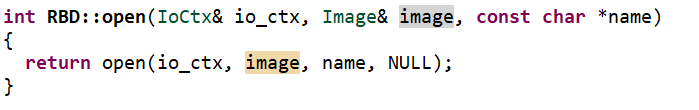 int RBD::open(IoCtx& io_ctx, Image& image, const char *name)
{
  return open(io_ctx, image, name, NULL);
}